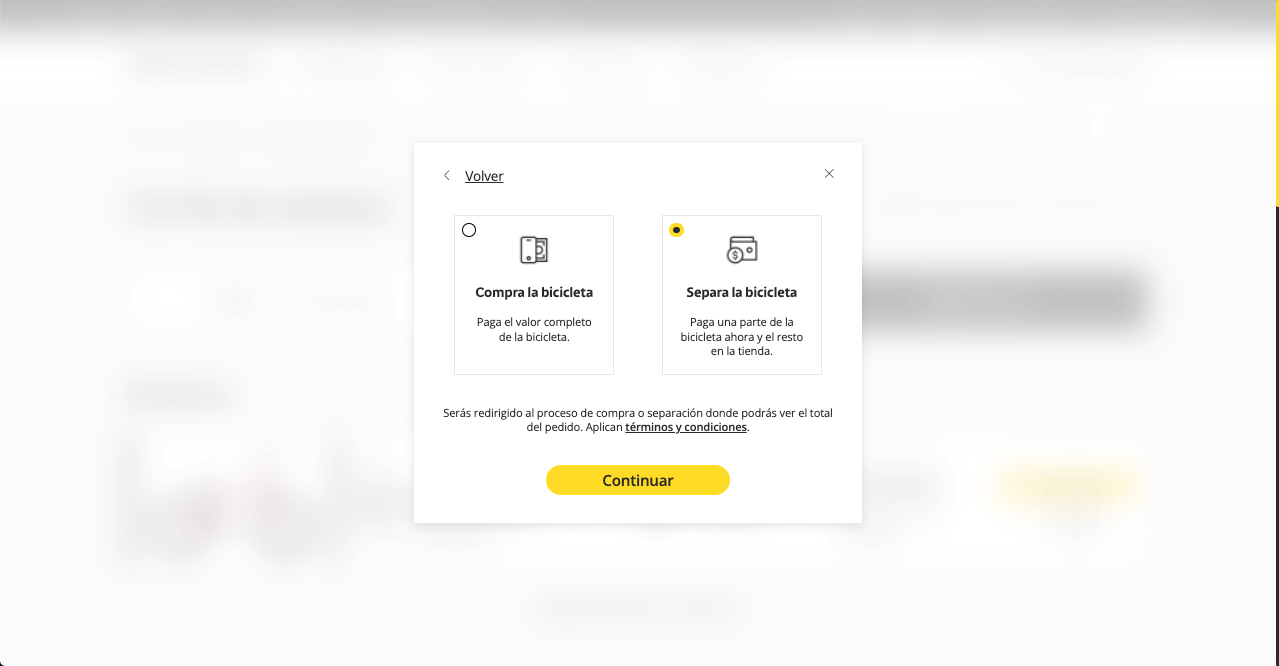 Volver
Compra la bicicleta
Paga el valor completo
de la bicicleta.
Separa la bicicleta
Paga una parte de la
bicicleta ahora y el resto
en la tienda.
Serás redirigido al proceso de compra o separación donde podrás ver el total
del pedido. Aplican términos y condiciones.
Continuar